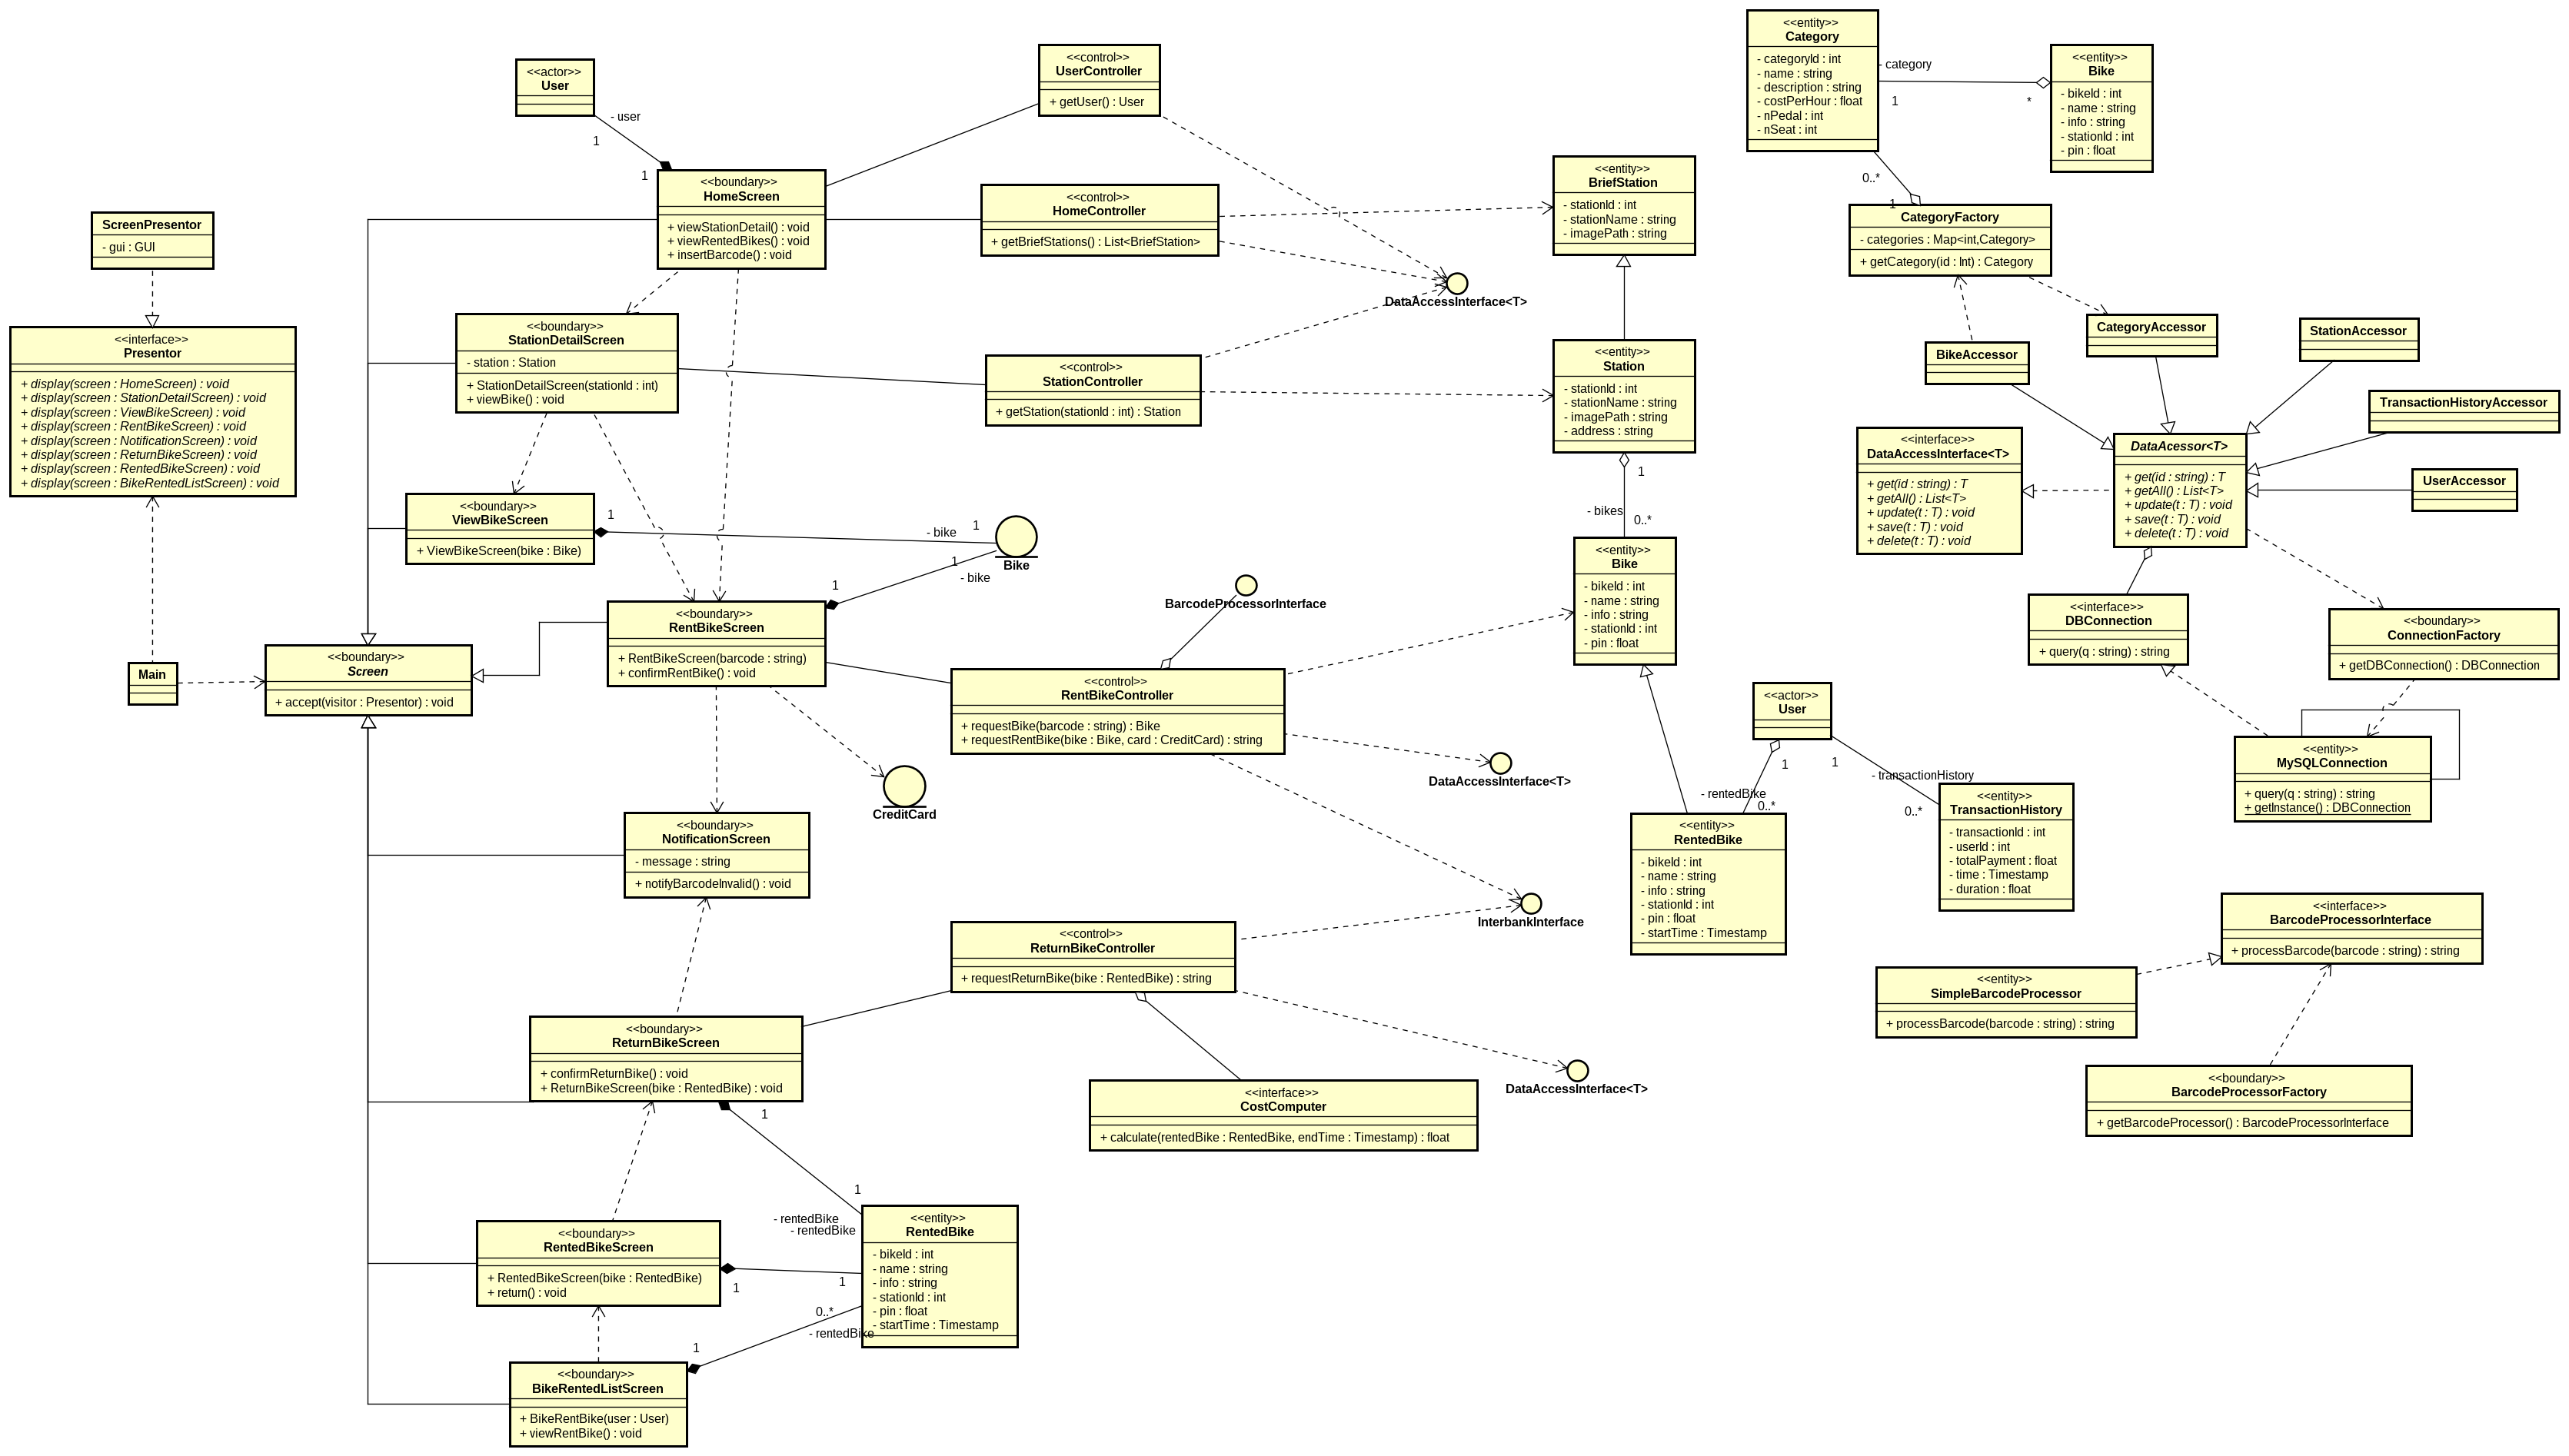 <<actor>>
User
- user
1
1
<<boundary>>
HomeScreen
+ viewStationDetail() : void
+ viewRentedBikes() : void
+ insertBarcode() : void
<<control>>
UserController
+ getUser() : User
<<control>>
HomeController
+ getBriefStations() : List<BriefStation>
ScreenPresentor
- gui : GUI
<<interface>>
Presentor
+ display(screen : HomeScreen) : void
+ display(screen : StationDetailScreen) : void
+ display(screen : ViewBikeScreen) : void
+ display(screen : RentBikeScreen) : void
+ display(screen : NotificationScreen) : void
+ display(screen : ReturnBikeScreen) : void
+ display(screen : RentedBikeScreen) : void
+ display(screen : BikeRentedListScreen) : void
Main
<<boundary>>
Screen
+ accept(visitor : Presentor) : void
<<boundary>>
StationDetailScreen
- station : Station
+ StationDetailScreen(stationId : int)
+ viewBike() : void
<<control>>
StationController
+ getStation(stationId : int) : Station
DataAccessInterface<T>
<<boundary>>
ViewBikeScreen
+ ViewBikeScreen(bike : Bike)
1
- bike
1
Bike
1
- bike
1
<<boundary>>
RentBikeScreen
+ RentBikeScreen(barcode : string)
+ confirmRentBike() : void
BarcodeProcessorInterface
<<control>>
RentBikeController
+ requestBike(barcode : string) : Bike
+ requestRentBike(bike : Bike, card : CreditCard) : string
CreditCard
DataAccessInterface<T>
<<boundary>>
NotificationScreen
- message : string
+ notifyBarcodeInvalid() : void
InterbankInterface
<<control>>
ReturnBikeController
+ requestReturnBike(bike : RentedBike) : string
<<boundary>>
ReturnBikeScreen
+ confirmReturnBike() : void
+ ReturnBikeScreen(bike : RentedBike) : void
DataAccessInterface<T>
<<interface>>
CostComputer
+ calculate(rentedBike : RentedBike, endTime : Timestamp) : float
1
1
- rentedBike
- rentedBike
<<boundary>>
RentedBikeScreen
+ RentedBikeScreen(bike : RentedBike)
+ return() : void
1
1
0..*
- rentedBike
1
<<entity>>
RentedBike
- bikeId : int
- name : string
- info : string
- stationId : int
- pin : float
- startTime : Timestamp
<<boundary>>
BikeRentedListScreen
+ BikeRentBike(user : User)
+ viewRentBike() : void
<<entity>>
BriefStation
- stationId : int
- stationName : string
- imagePath : string
<<entity>>
Station
- stationId : int
- stationName : string
- imagePath : string
- address : string
1
- bikes
0..*
<<entity>>
Bike
- bikeId : int
- name : string
- info : string
- stationId : int
- pin : float
<<actor>>
User
1
- rentedBike
0..*
1
- transactionHistory
0..*
<<entity>>
RentedBike
- bikeId : int
- name : string
- info : string
- stationId : int
- pin : float
- startTime : Timestamp
<<entity>>
TransactionHistory
- transactionId : int
- userId : int
- totalPayment : float
- time : Timestamp
- duration : float
<<entity>>
Category
- categoryId : int
- name : string
- description : string
- costPerHour : float
- nPedal : int
- nSeat : int
- category
1
*
<<entity>>
Bike
- bikeId : int
- name : string
- info : string
- stationId : int
- pin : float
0..*
1
CategoryFactory
- categories : Map<int,Category>
+ getCategory(id : Int) : Category
BikeAccessor
CategoryAccessor
StationAccessor
TransactionHistoryAccessor
UserAccessor
<<interface>>
DataAccessInterface<T>
+ get(id : string) : T
+ getAll() : List<T>
+ update(t : T) : void
+ save(t : T) : void
+ delete(t : T) : void
DataAcessor<T>
+ get(id : string) : T
+ getAll() : List<T>
+ update(t : T) : void
+ save(t : T) : void
+ delete(t : T) : void
<<interface>>
DBConnection
+ query(q : string) : string
<<boundary>>
ConnectionFactory
+ getDBConnection() : DBConnection
<<entity>>
MySQLConnection
+ query(q : string) : string
+ getInstance() : DBConnection
<<interface>>
BarcodeProcessorInterface
+ processBarcode(barcode : string) : string
<<entity>>
SimpleBarcodeProcessor
+ processBarcode(barcode : string) : string
<<boundary>>
BarcodeProcessorFactory
+ getBarcodeProcessor() : BarcodeProcessorInterface